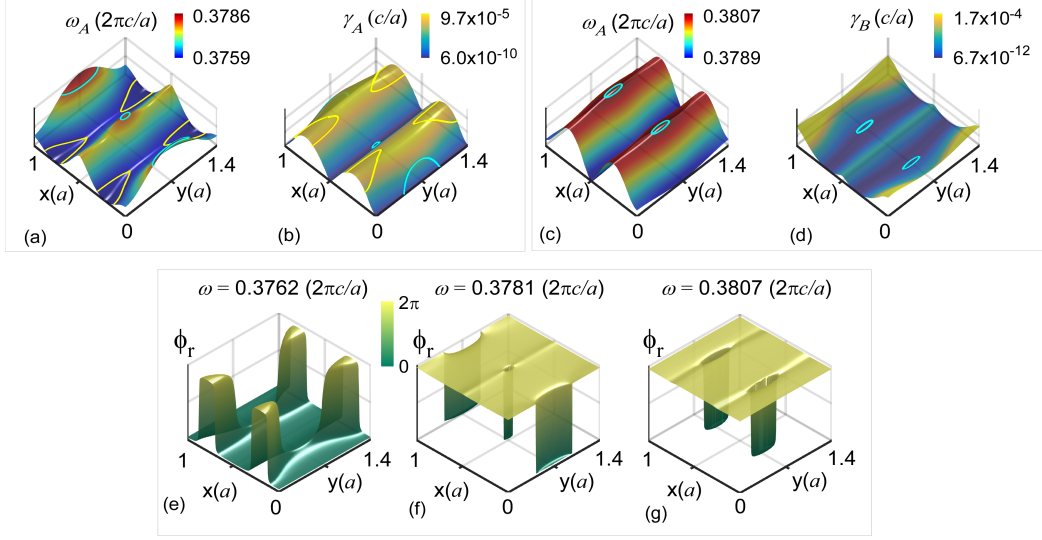 ω_A (2πc/a) 0.3786 0.3759
γ_A (c/a) 9.7x10⁻⁵ 6.0x10⁻¹⁰
ω_A (2πc/a) 0.3807 0.3789
γ_B (c/a) 1.7x10⁻⁴ 6.7x10⁻¹²
1 x(a) 0 y(a) 1.4
(a)
1 x(a) 0 y(a) 1.4
(b)
1 x(a) 0 y(a) 1.4
(c)
1 x(a) 0 y(a) 1.4
(d)
ω = 0.3762 (2πc/a)
ω = 0.3781 (2πc/a)
ω = 0.3807 (2πc/a)
2π
0
ϕ_r
ϕ_r
ϕ_r
1 x(a) 0 y(a) 1.4
(e)
1 x(a) 0 y(a) 1.4
(f)
1 x(a) 0 y(a) 1.4
(g)